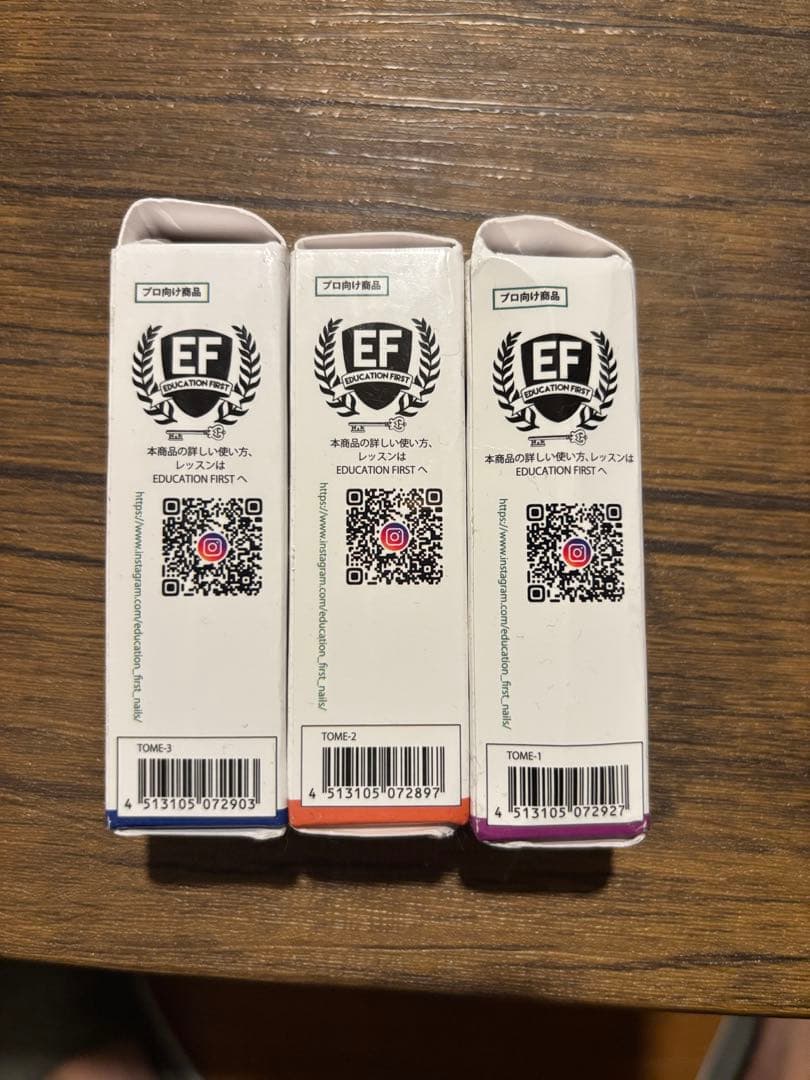 プロ向け商品
EF
EDUCATION FIRST
H&R
本商品の詳しい使い方、
レッスンは
EDUCATION FIRST へ
https://www.instagram.com/education_first_nails/
TOME-3
4 513105 072903
プロ向け商品
EF
EDUCATION FIRST
H&R
本商品の詳しい使い方、
レッスンは
EDUCATION FIRST へ
https://www.instagram.com/education_first_nails/
TOME-2
4 513105 072897
プロ向け商品
EF
EDUCATION FIRST
H&R
本商品の詳しい使い方、レッスンは
EDUCATION FIRST へ
https://www.instagram.com/education_first_nails/
TOME-1
4 513105 072927